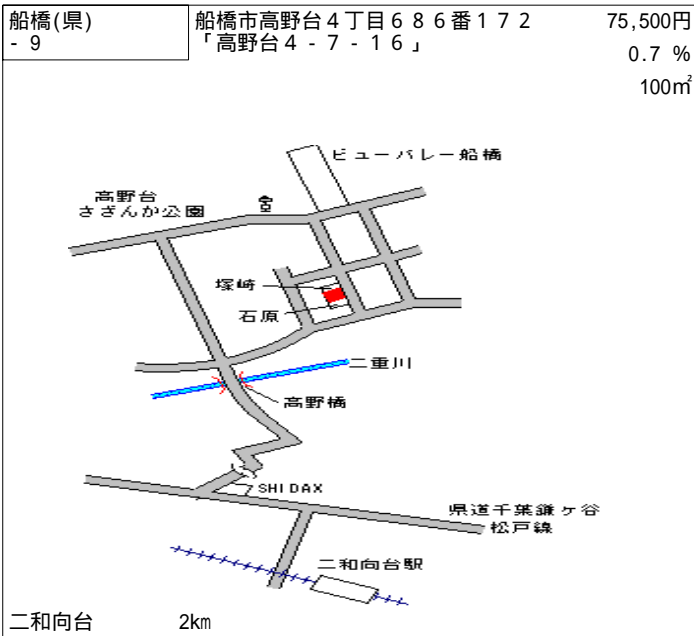 船橋(県)
- 9
船橋市高野台４丁目６８６番１７２
「高野台４ - ７ - １６」
75,500円
0.7 %
100㎡
ビューバレー船橋
高野台
さざんか公園
塚崎
石原
二重川
高野橋
SHIDAX
県道千葉鎌ヶ谷
松戸線
二和向台駅
二和向台
2km